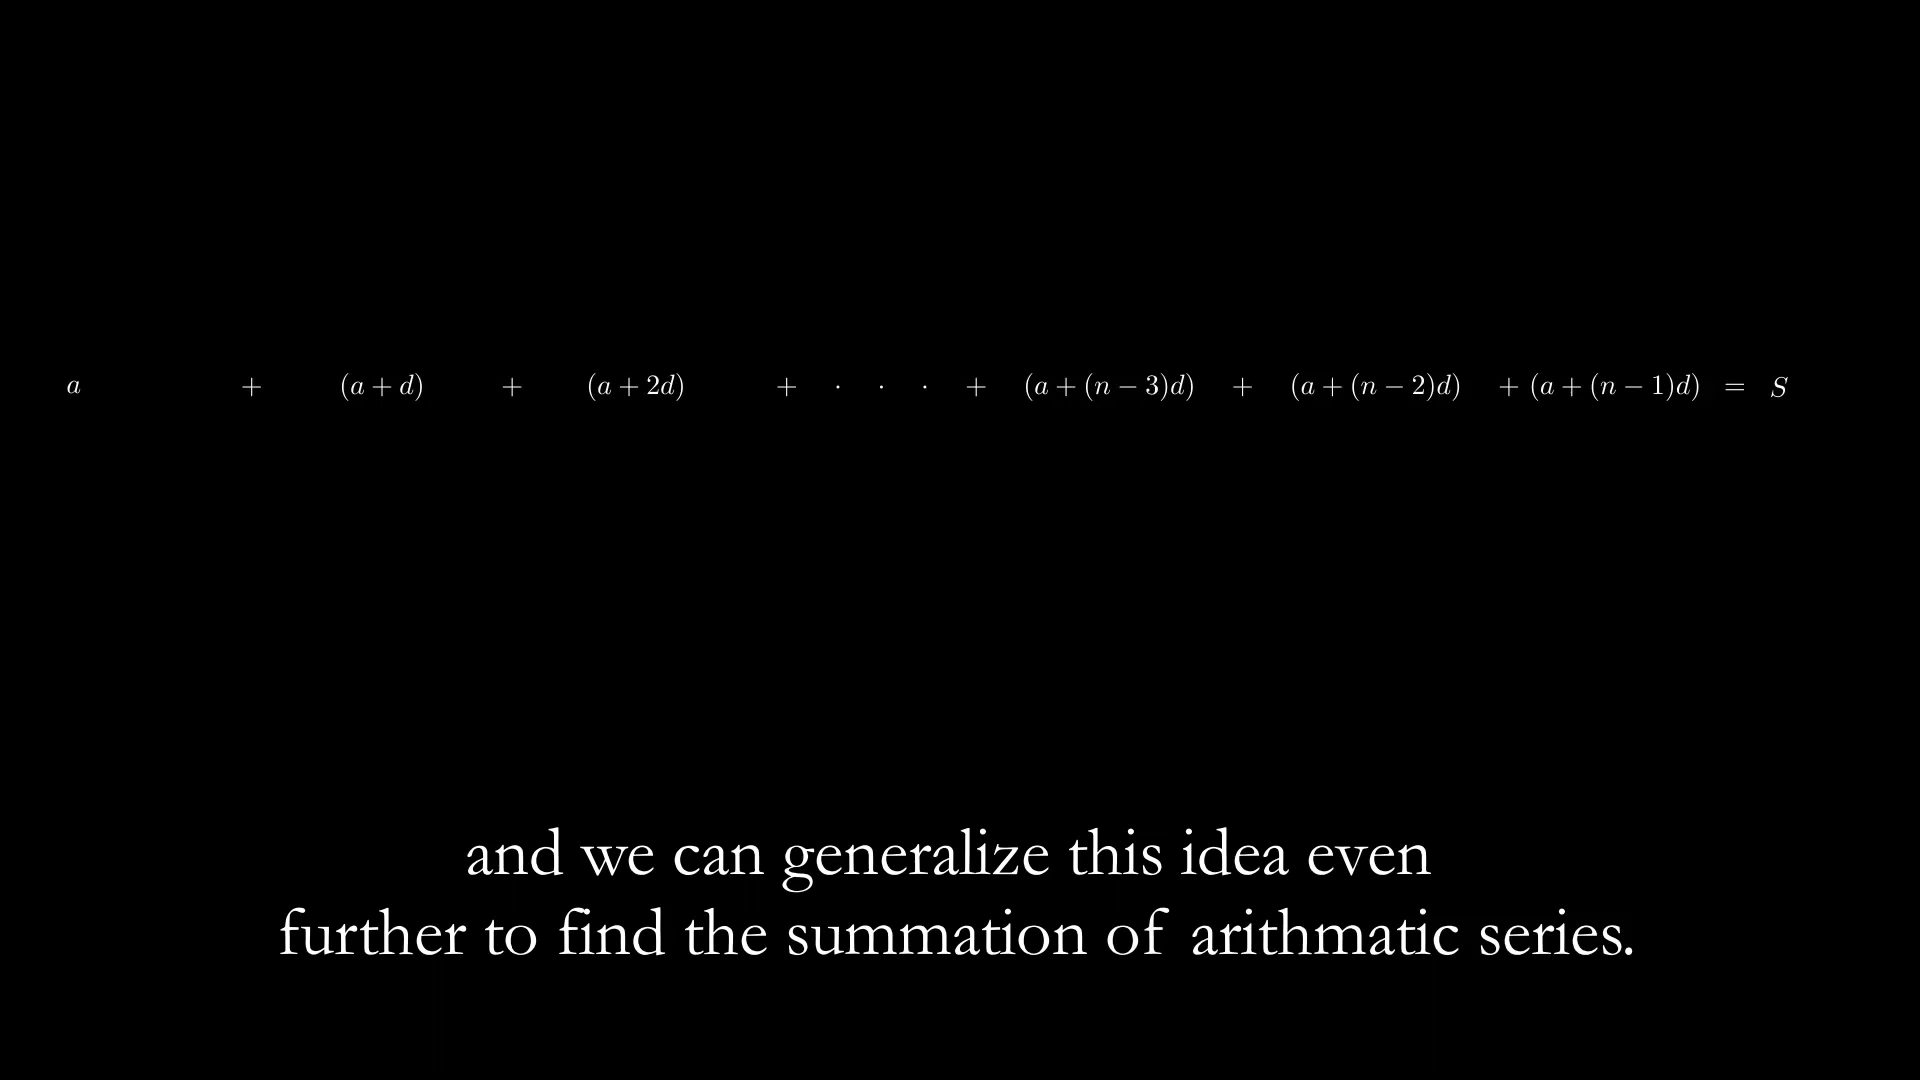 a + (a + d) + (a + 2d) + · · · + (a + (n − 3)d) + (a + (n − 2)d) + (a + (n − 1)d) = S
and we can generalize this idea even
further to find the summation of arithmatic series.